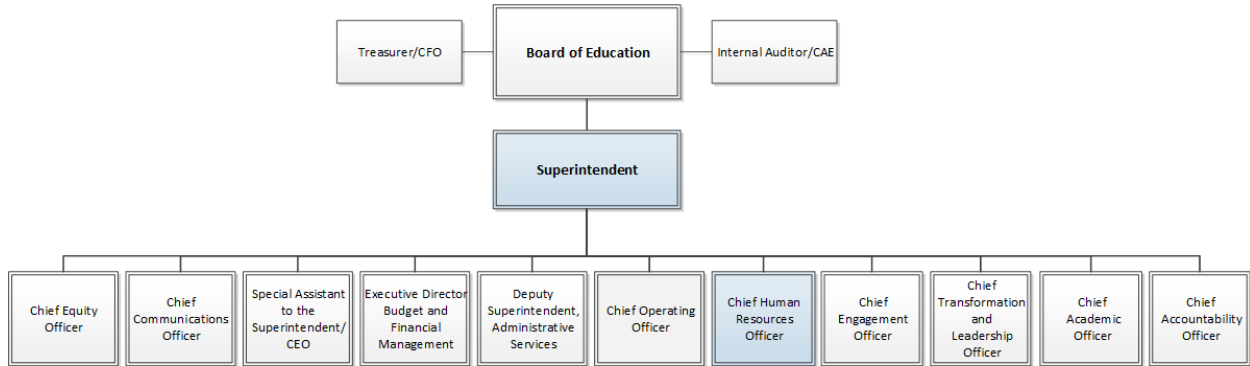 Treasurer/CFO
Board of Education
Internal Auditor/CAE
Superintendent
Chief Equity
Officer
Chief
Communications
Officer
Special Assistant
to the
Superintendent/
CEO
Executive Director
Budget and
Financial
Management
Deputy
Superintendent,
Administrative
Services
Chief Operating
Officer
Chief Human
Resources
Officer
Chief
Engagement
Officer
Chief
Transformation
and
Leadership
Officer
Chief
Academic
Officer
Chief
Accountability
Officer